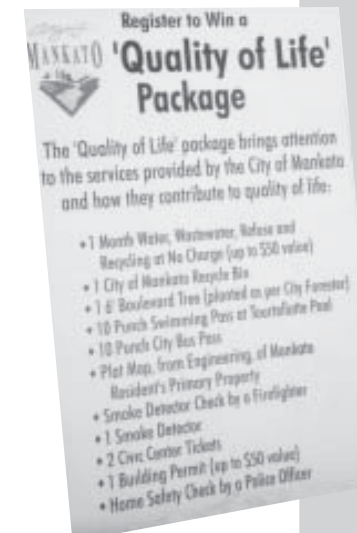 Register to Win a
MANKATO 'Quality of Life'
Package
The 'Quality of Life' package brings attention
to the services provided by the City of Mankato
and how they contribute to quality of life:
• 1 Month Water, Wastewater, Refuse and
Recycling at No Charge (up to $50 value)
• 1 City of Mankato Recycle Bin
• 1 6' Boulevard Tree (planted as per City Forester)
• 10 Punch Swimming Pass at Tourtellotte Pool
• 10 Punch City Bus Pass
• Plat Map, from Engineering, of Mankato
Resident's Primary Property
• Smoke Detector Check by a Firefighter
• 1 Smoke Detector
• 2 Civic Center Tickets
• 1 Building Permit (up to $50 value)
• Home Safety Check by a Police Officer